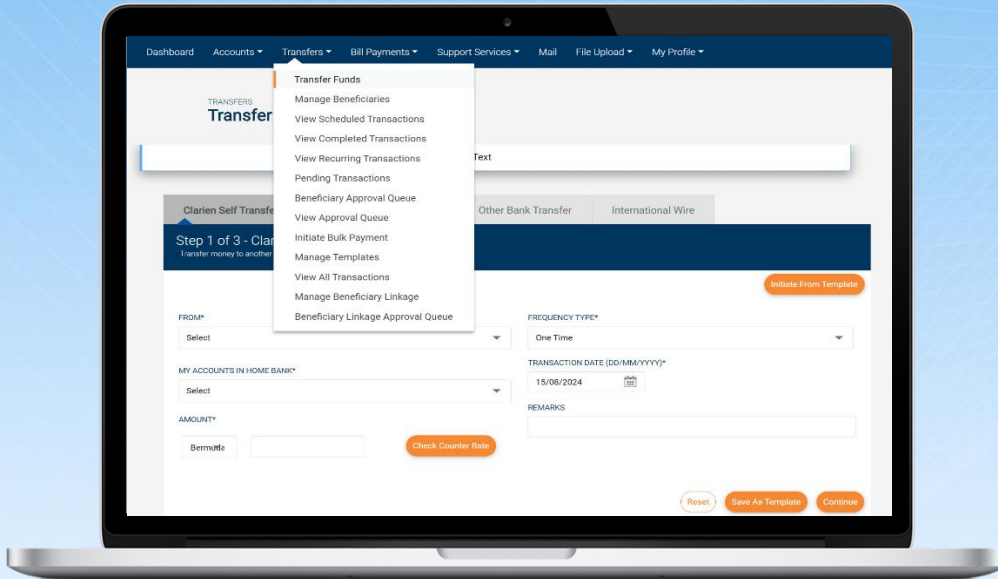 Dashboard Accounts Transfers Bill Payments Support Services Mail File Upload My Profile
Transfer Funds
Manage Beneficiaries
View Scheduled Transactions
View Completed Transactions
View Recurring Transactions
Pending Transactions
Beneficiary Approval Queue
View Approval Queue
Initiate Bulk Payment
Manage Templates
View All Transactions
Manage Beneficiary Linkage
Beneficiary Linkage Approval Queue
TRANSFERS
Transfer
Text
Clarien Self Transfe Other Bank Transfer International Wire
Step 1 of 3 - Clar
Transfer money to another
Initiate From Template
FROM*
Select
MY ACCOUNTS IN HOME BANK*
Select
AMOUNT*
Check Counter Rate
FREQUENCY TYPE*
One Time
TRANSACTION DATE (DD/MM/YYYY)*
15/08/2024
REMARKS
Reset Save As Template Continue